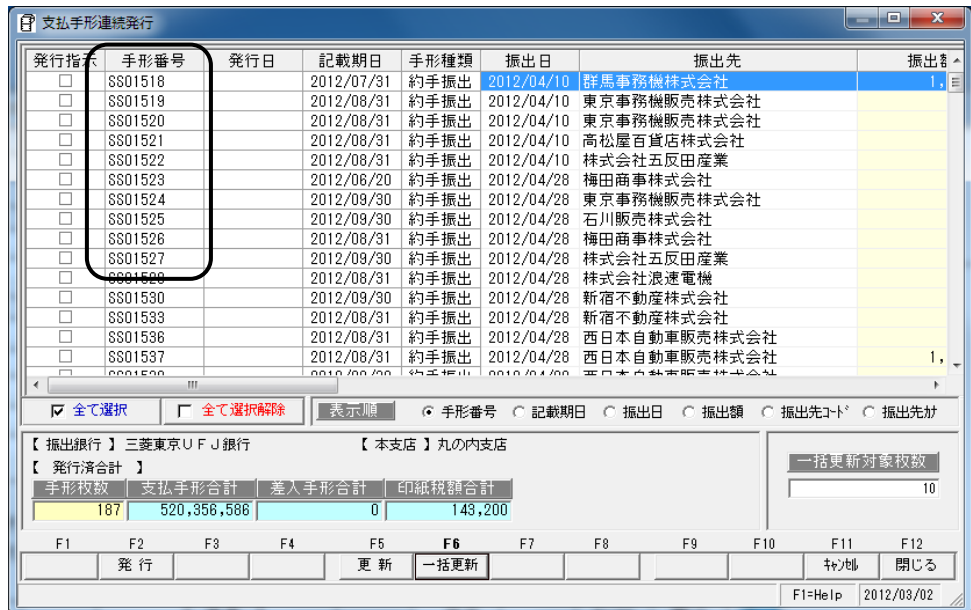 支払手形連続発行
発行指示 手形番号 発行日 記載期日 手形種類 振出日 振出先 振出
SS01518 2012/07/31 約手振出 2012/04/10 群馬事務機株式会社 1,
SS01519 2012/08/31 約手振出 2012/04/10 東京事務機販売株式会社
SS01520 2012/08/31 約手振出 2012/04/10 東京事務機販売株式会社
SS01521 2012/08/31 約手振出 2012/04/10 高松屋百貨店株式会社
SS01522 2012/08/31 約手振出 2012/04/10 株式会社五反田産業
SS01523 2012/06/20 約手振出 2012/04/28 梅田商事株式会社
SS01524 2012/09/30 約手振出 2012/04/28 東京事務機販売株式会社
SS01525 2012/09/30 約手振出 2012/04/28 石川販売株式会社
SS01526 2012/08/31 約手振出 2012/04/28 梅田商事株式会社
SS01527 2012/09/30 約手振出 2012/04/28 株式会社五反田産業
SS01528 2012/08/31 約手振出 2012/04/28 株式会社浪速電機
SS01530 2012/09/30 約手振出 2012/04/28 新宿不動産株式会社
SS01533 2012/08/31 約手振出 2012/04/28 新宿不動産株式会社
SS01536 2012/08/31 約手振出 2012/04/28 西日本自動車販売株式会社
SS01537 2012/08/31 約手振出 2012/04/28 西日本自動車販売株式会社 1,
全て選択 全て選択解除 表示順 手形番号 記載期日 振出日 振出額 振出先ｺｰﾄﾞ 振出先ｶﾅ
【 振出銀行 】三菱東京ＵＦＪ銀行 【 本支店 】丸の内支店
【 発行済合計 】 一括更新対象枚数
手形枚数 支払手形合計 差入手形合計 印紙税額合計 10
187 520,356,586 0 143,200
F1 F2 F3 F4 F5 F6 F7 F8 F9 F10 F11 F12
発 行 更 新 一括更新 ｷｬﾝｾﾙ 閉じる
F1=Help 2012/03/02